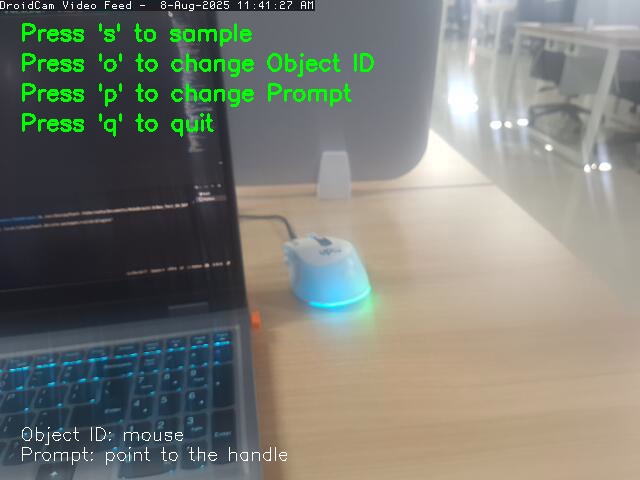 DroidCam Video Feed - 8-Aug-2025 11:41:27 AM
Press 's' to sample
Press 'o' to change Object ID
Press 'p' to change Prompt
Press 'q' to quit
Object ID: mouse
Prompt: point to the handle